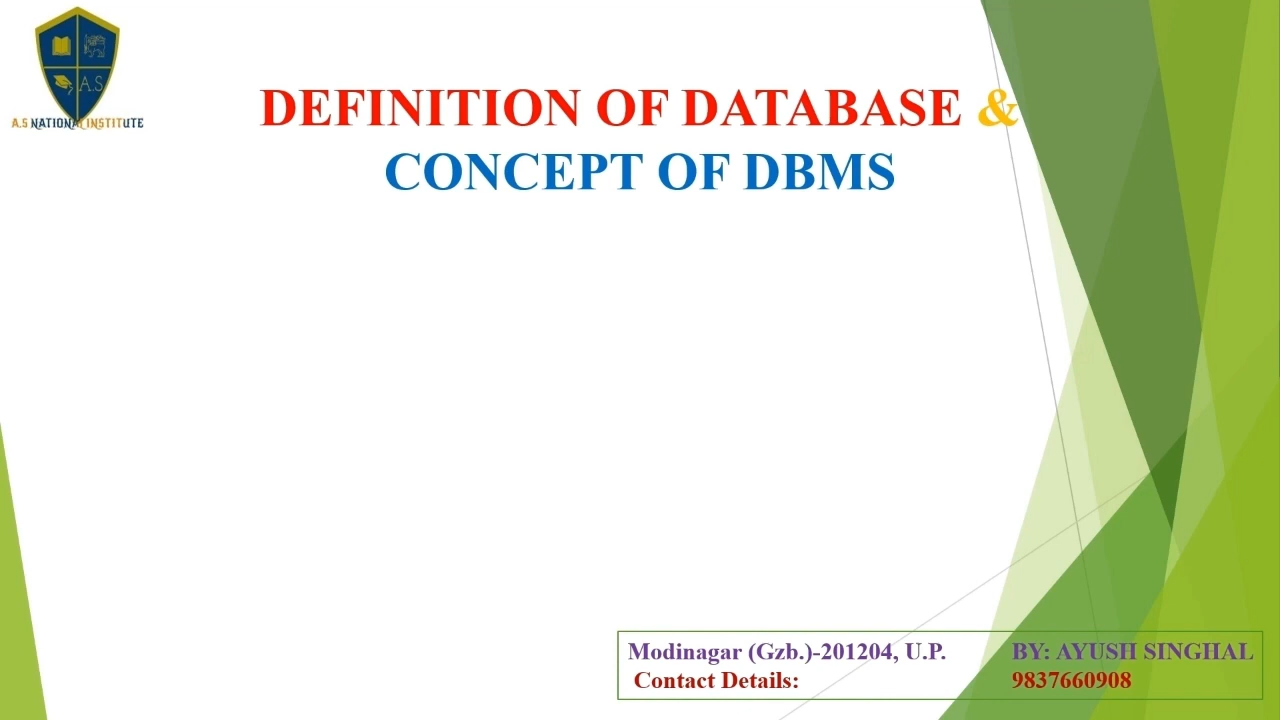 A.S
A.S NATIONAL INSTITUTE
DEFINITION OF DATABASE &
CONCEPT OF DBMS
Modinagar (Gzb.)-201204, U.P. BY: AYUSH SINGHAL
Contact Details: 9837660908